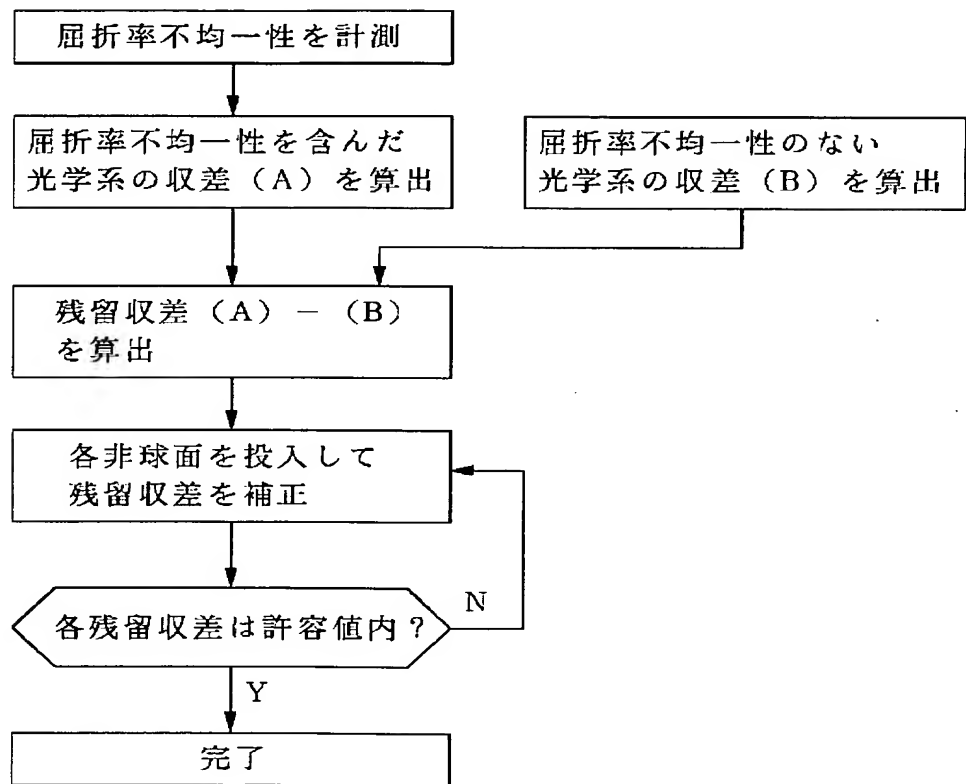 屈折率不均一性を計測
屈折率不均一性を含んだ
光学系の収差（A）を算出
屈折率不均一性のない
光学系の収差（B）を算出
残留収差（A）－（B）
を算出
各非球面を投入して
残留収差を補正
各残留収差は許容値内？
N
Y
完了